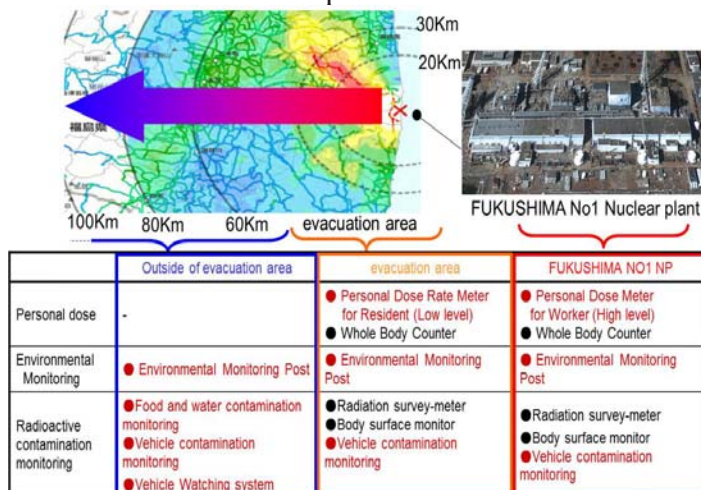 30Km
20Km
福島県
100Km
80Km
60Km
evacuation area
FUKUSHIMA No1 Nuclear plant
Outside of evacuation area
evacuation area
FUKUSHIMA NO1 NP
Personal dose
-
● Personal Dose Rate Meter
for Resident (Low level)
● Whole Body Counter
● Personal Dose Meter
for Worker (High level)
● Whole Body Counter
Environmental
Monitoring
● Environmental Monitoring Post
● Environmental Monitoring
Post
● Environmental Monitoring
Post
Radioactive
contamination
monitoring
● Food and water contamination
monitoring
● Vehicle contamination
monitoring
● Vehicle Watching system
● Radiation survey-meter
● Body surface monitor
● Vehicle contamination
monitoring
● Radiation survey-meter
● Body surface monitor
● Vehicle contamination
monitoring